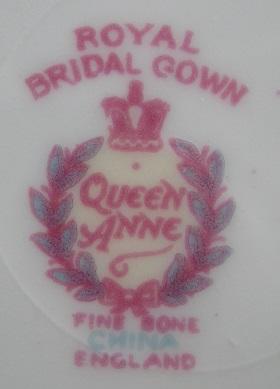 ROYAL
BRIDAL GOWN
QUEEN
ANNE
FINE BONE
CHINA
ENGLAND